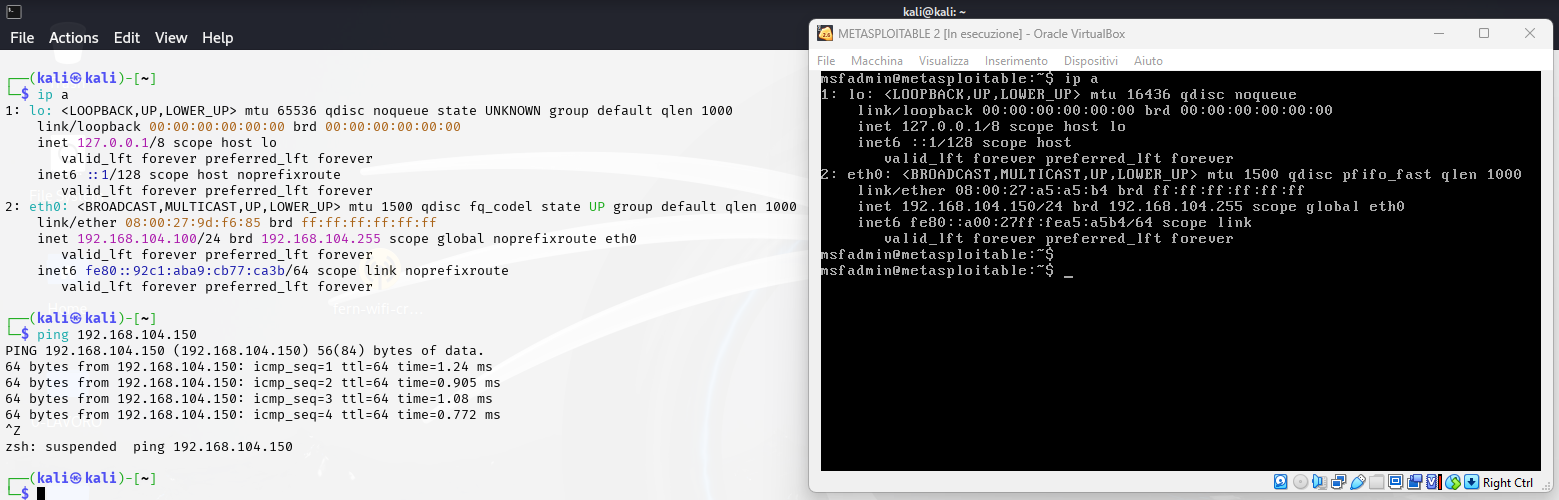 kali@kali: ~
File Actions Edit View Help
┌──(kali㉿kali)-[~]
└─$ ip a
1: lo: <LOOPBACK,UP,LOWER_UP> mtu 65536 qdisc noqueue state UNKNOWN group default qlen 1000
    link/loopback 00:00:00:00:00:00 brd 00:00:00:00:00:00
    inet 127.0.0.1/8 scope host lo
       valid_lft forever preferred_lft forever
    inet6 ::1/128 scope host noprefixroute
       valid_lft forever preferred_lft forever
2: eth0: <BROADCAST,MULTICAST,UP,LOWER_UP> mtu 1500 qdisc fq_codel state UP group default qlen 1000
    link/ether 08:00:27:9d:f6:85 brd ff:ff:ff:ff:ff:ff
    inet 192.168.104.100/24 brd 192.168.104.255 scope global noprefixroute eth0
       valid_lft forever preferred_lft forever
    inet6 fe80::92c1:aba9:cb77:ca3b/64 scope link noprefixroute
       valid_lft forever preferred_lft forever
┌──(kali㉿kali)-[~]
└─$ ping 192.168.104.150
PING 192.168.104.150 (192.168.104.150) 56(84) bytes of data.
64 bytes from 192.168.104.150: icmp_seq=1 ttl=64 time=1.24 ms
64 bytes from 192.168.104.150: icmp_seq=2 ttl=64 time=0.905 ms
64 bytes from 192.168.104.150: icmp_seq=3 ttl=64 time=1.08 ms
64 bytes from 192.168.104.150: icmp_seq=4 ttl=64 time=0.772 ms
^Z
zsh: suspended  ping 192.168.104.150
┌──(kali㉿kali)-[~]
└─$
fern-wifi-cr...
METASPLOITABLE 2 [In esecuzione] - Oracle VirtualBox
File Macchina Visualizza Inserimento Dispositivi Aiuto
msfadmin@metasploitable:~$ ip a
1: lo: <LOOPBACK,UP,LOWER_UP> mtu 16436 qdisc noqueue
    link/loopback 00:00:00:00:00:00 brd 00:00:00:00:00:00
    inet 127.0.0.1/8 scope host lo
    inet6 ::1/128 scope host
       valid_lft forever preferred_lft forever
2: eth0: <BROADCAST,MULTICAST,UP,LOWER_UP> mtu 1500 qdisc pfifo_fast qlen 1000
    link/ether 08:00:27:a5:a5:b4 brd ff:ff:ff:ff:ff:ff
    inet 192.168.104.150/24 brd 192.168.104.255 scope global eth0
    inet6 fe80::a00:27ff:fea5:a5b4/64 scope link
       valid_lft forever preferred_lft forever
msfadmin@metasploitable:~$
msfadmin@metasploitable:~$ _
Right Ctrl